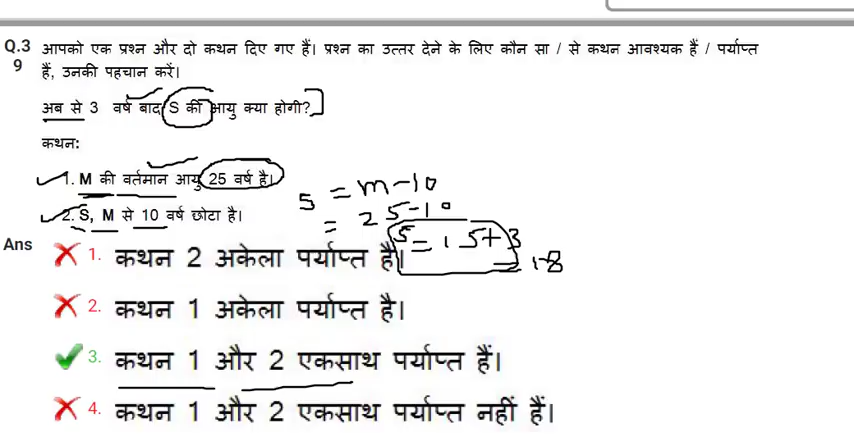 Q.39 आपको एक प्रश्न और दो कथन दिए गए हैं। प्रश्न का उत्तर देने के लिए कौन सा / से कथन आवश्यक हैं / पर्याप्त
हैं, उनकी पहचान करें।
अब से 3 वर्ष बाद S की आयु क्या होगी?
कथन:
1. M की वर्तमान आयु 25 वर्ष है।
2. S, M से 10 वर्ष छोटा है।
S = m-10
= 25-10
S = 15+3
18
Ans 1. कथन 2 अकेला पर्याप्त है।
2. कथन 1 अकेला पर्याप्त है।
3. कथन 1 और 2 एकसाथ पर्याप्त हैं।
4. कथन 1 और 2 एकसाथ पर्याप्त नहीं हैं।